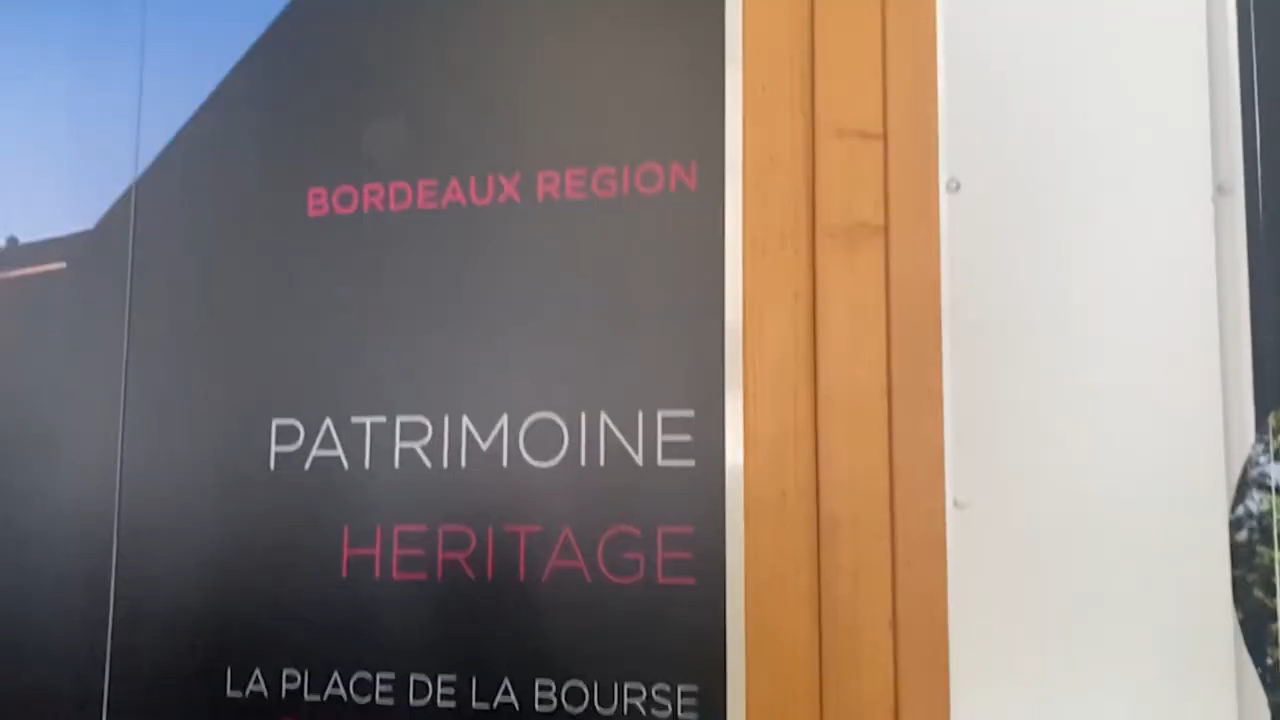 BORDEAUX REGION
PATRIMOINE
HERITAGE
LA PLACE DE LA BOURSE